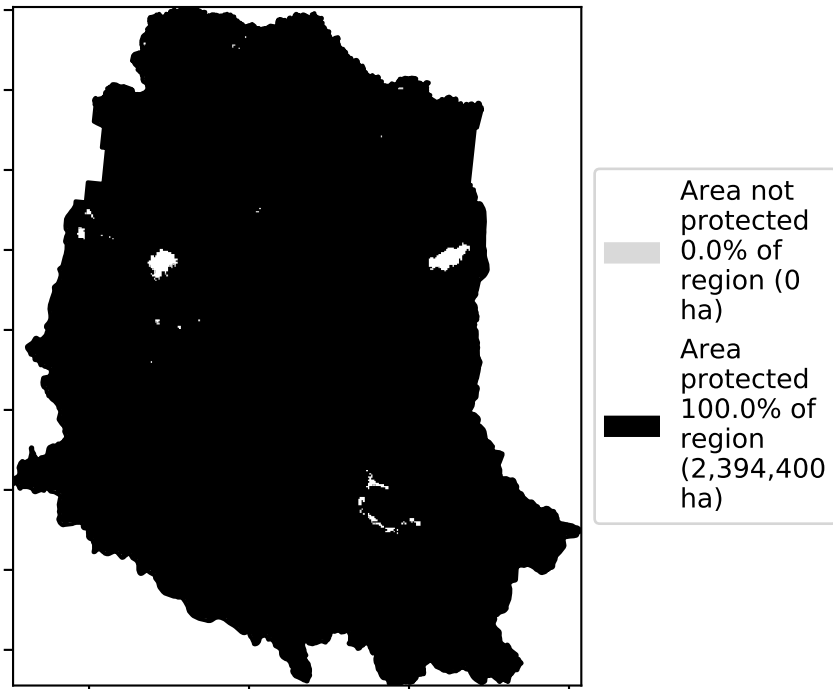 Area not
protected
0.0% of
region (0
ha)
Area
protected
100.0% of
region
(2,394,400
ha)